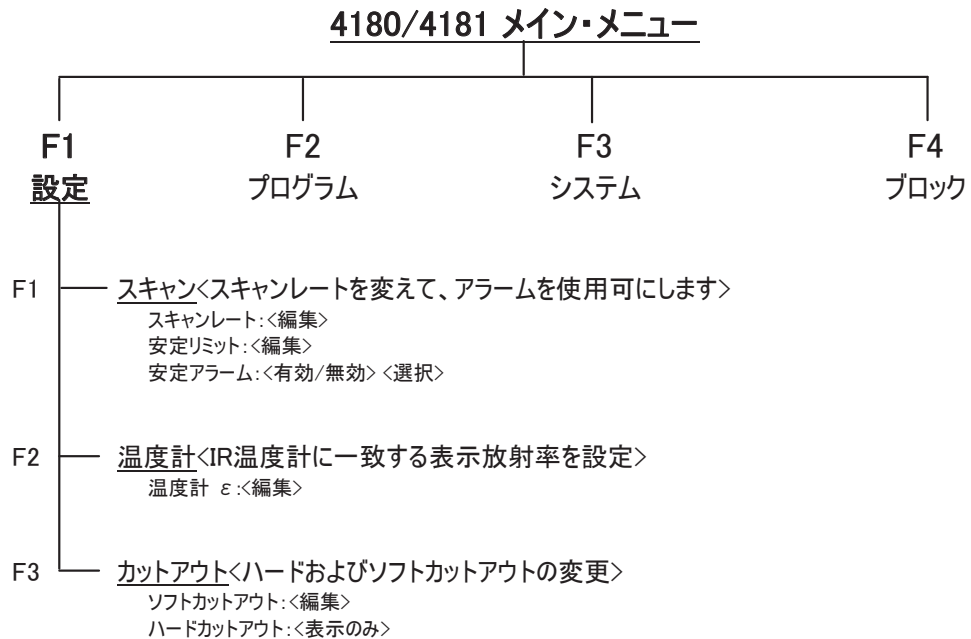 4180/4181 メイン・メニュー
F1 F2 F3 F4
設定 プログラム システム ブロック
F1 スキャン<スキャンレートを変えて、アラームを使用可にします>
スキャンレート:<編集>
安定リミット:<編集>
安定アラーム:<有効/無効> <選択>
F2 温度計<IR温度計に一致する表示放射率を設定>
温度計 ε:<編集>
F3 カットアウト<ハードおよびソフトカットアウトの変更>
ソフトカットアウト:<編集>
ハードカットアウト:<表示のみ>